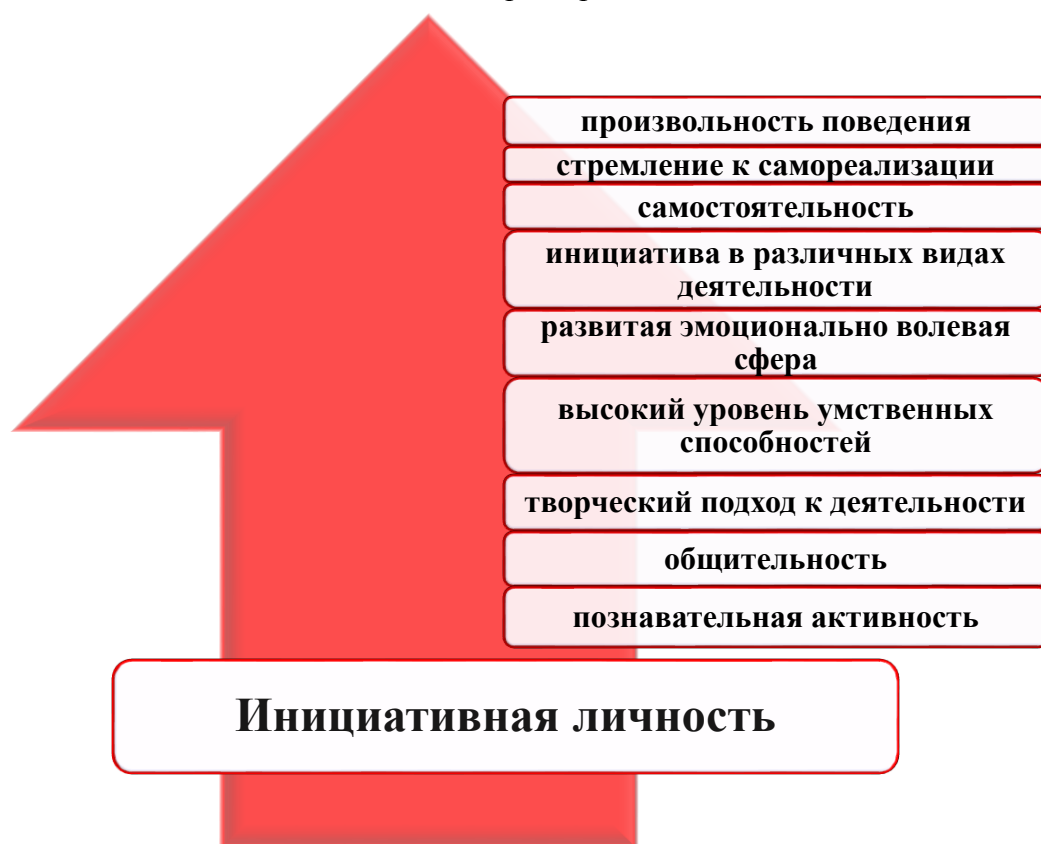 произвольность поведения
стремление к самореализации
самостоятельность
инициатива в различных видах
деятельности
развитая эмоционально волевая
сфера
высокий уровень умственных
способностей
творческий подход к деятельности
общительность
познавательная активность
Инициативная личность